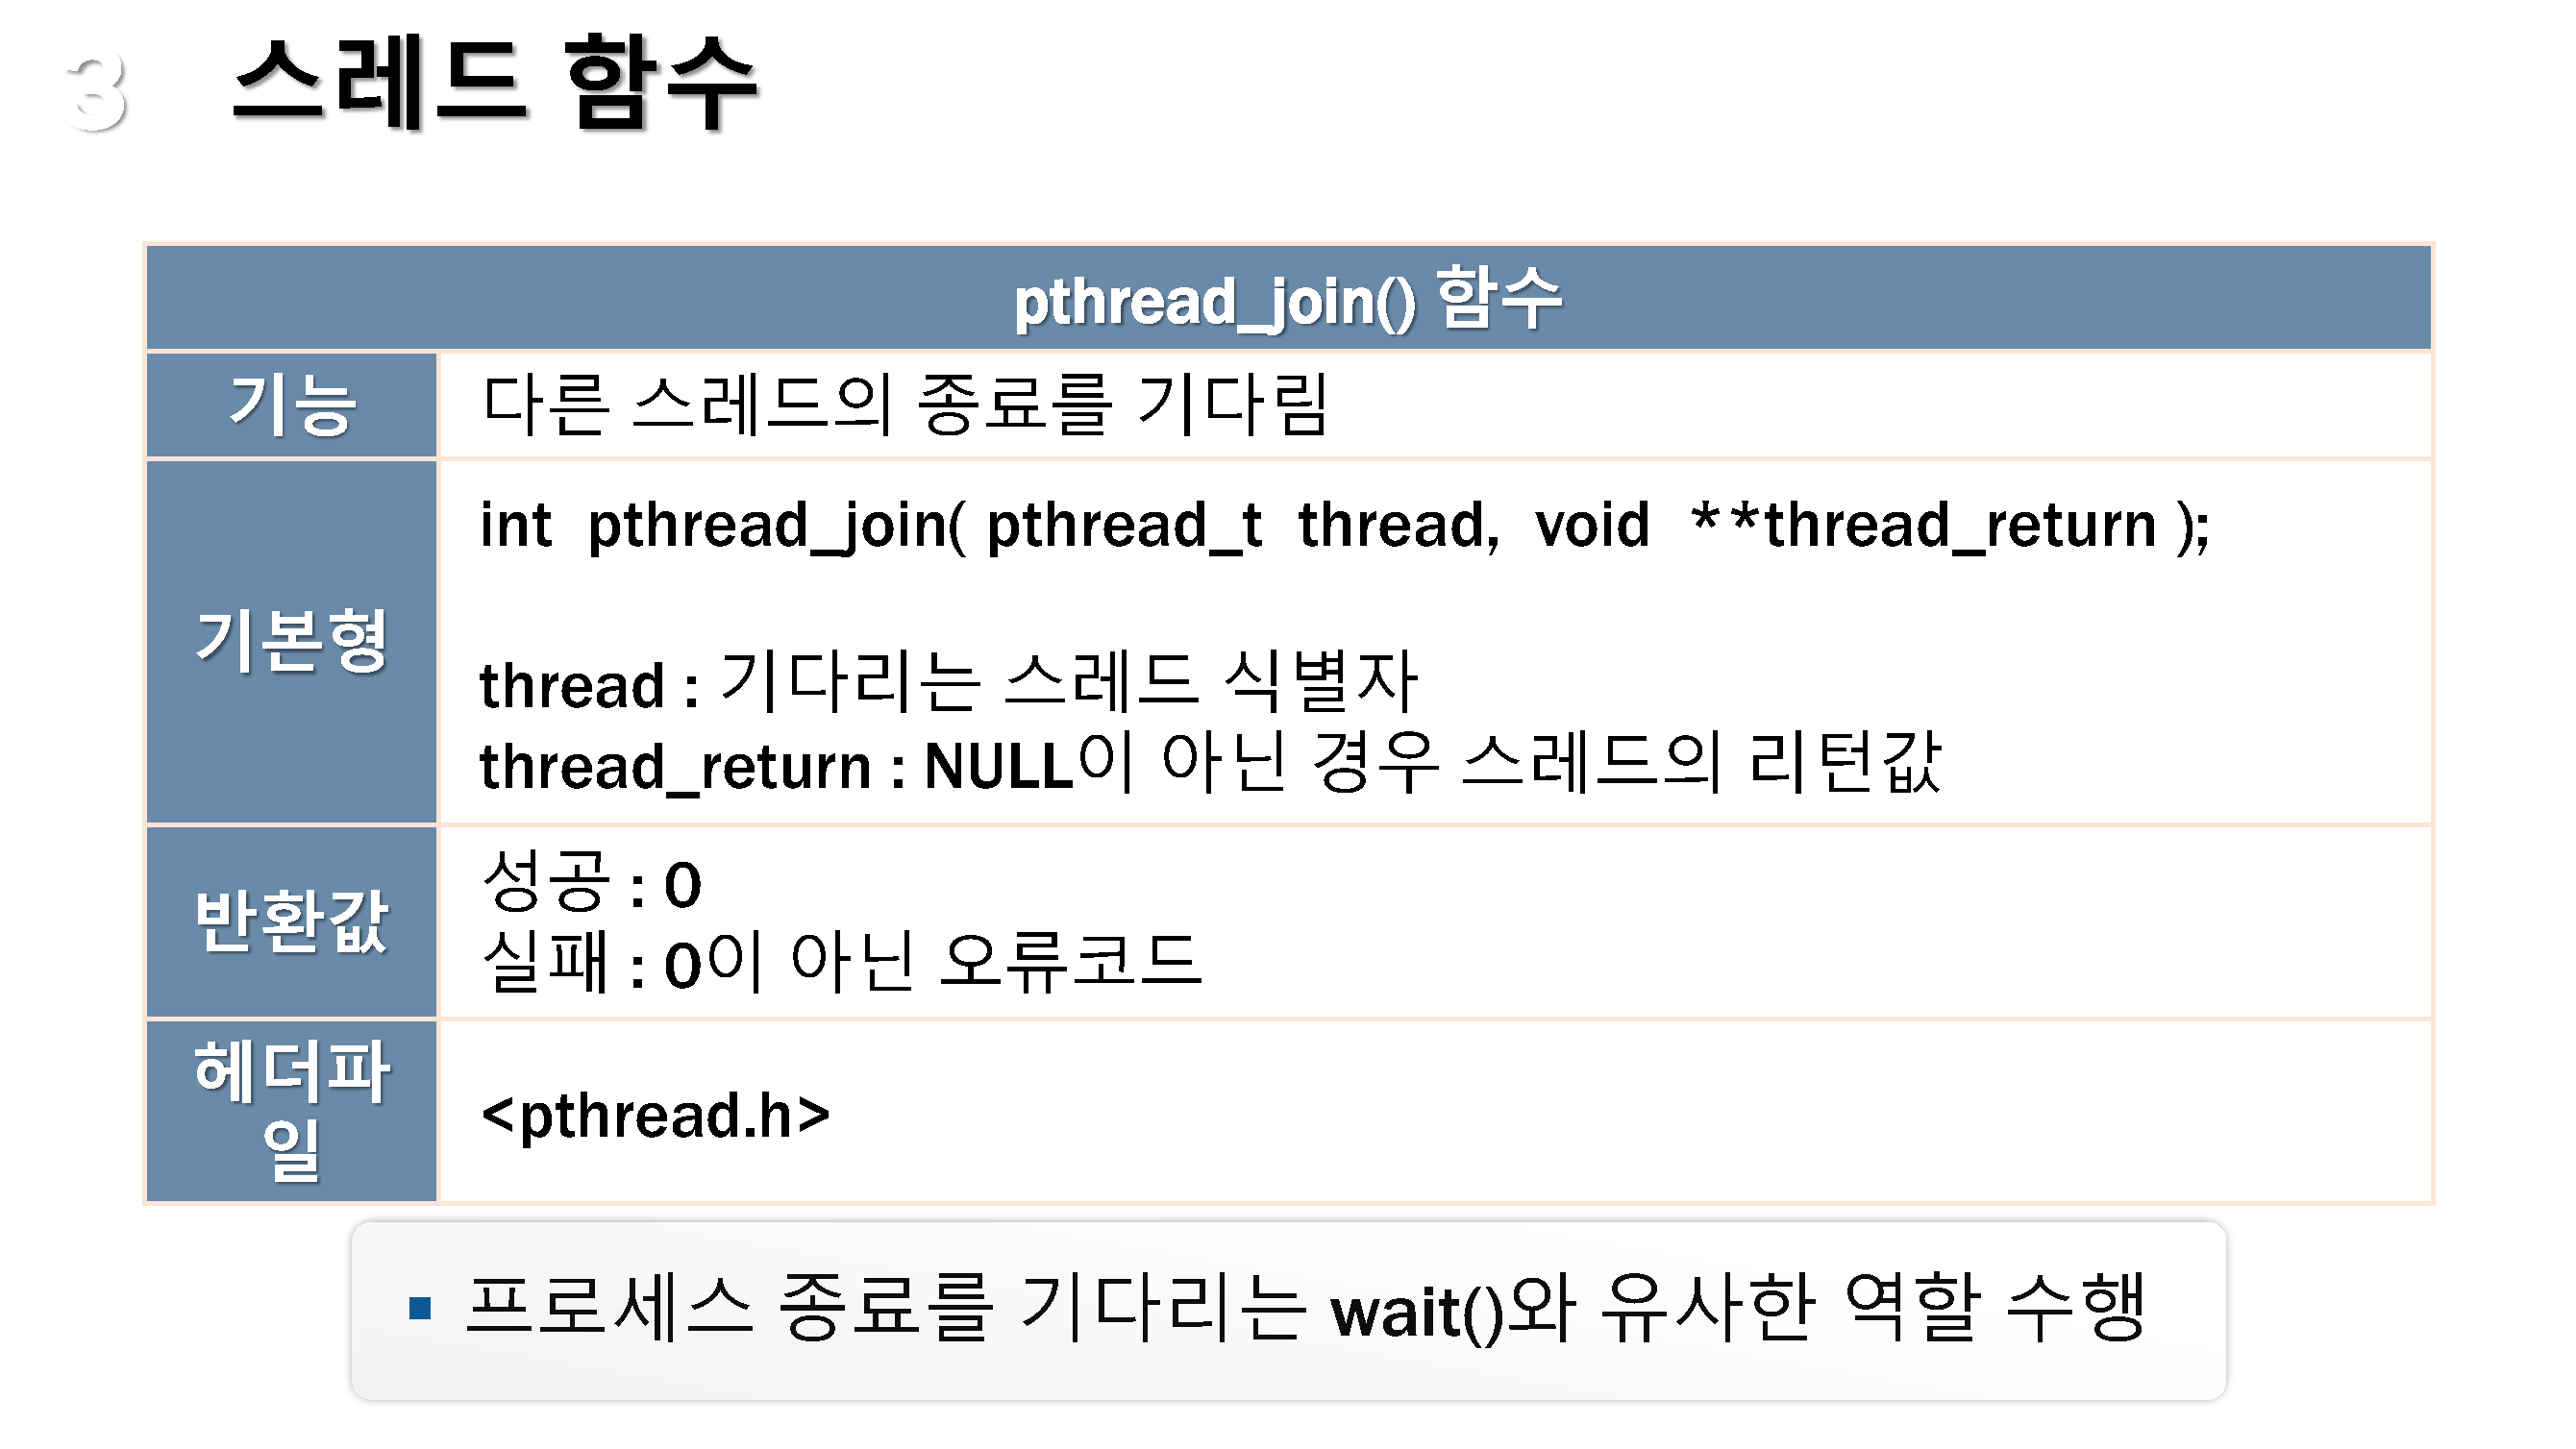 3 스레드 함수
pthread_join() 함수
기능 다른 스레드의 종료를 기다림
기본형 int pthread_join( pthread_t thread, void **thread_return );
thread : 기다리는 스레드 식별자
thread_return : NULL이 아닌 경우 스레드의 리턴값
반환값 성공 : 0
실패 : 0이 아닌 오류코드
헤더파
일 <pthread.h>
▪ 프로세스 종료를 기다리는 wait()와 유사한 역할 수행